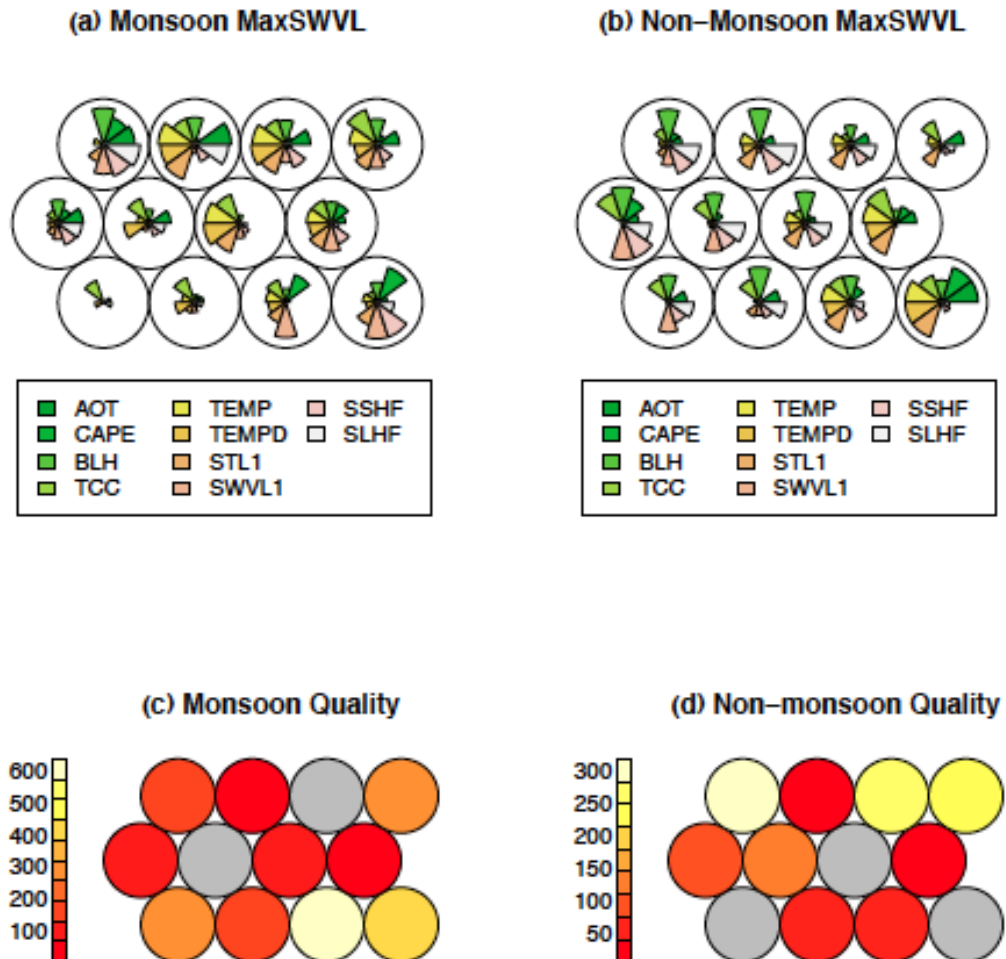 (a) Monsoon MaxSWVL
(b) Non−Monsoon MaxSWVL
AOT TEMP SSHF
CAPE TEMPD SLHF
BLH STL1
TCC SWVL1
AOT TEMP SSHF
CAPE TEMPD SLHF
BLH STL1
TCC SWVL1
(c) Monsoon Quality
(d) Non−monsoon Quality
600
500
400
300
200
100
300
250
200
150
100
50